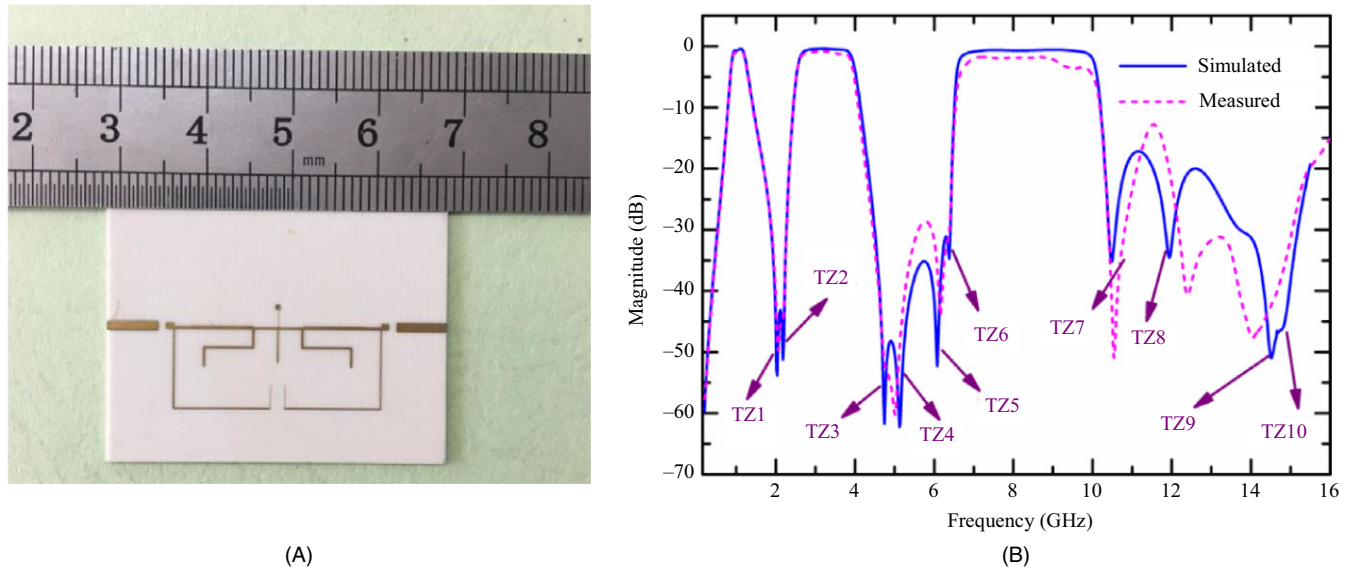 2 3 4 5 6 7 8
mm
(A)
Magnitude (dB)
0
−10
−20
−30
−40
−50
−60
−70
Simulated
Measured
TZ1
TZ2
TZ3
TZ4
TZ5
TZ6
TZ7
TZ8
TZ9
TZ10
2 4 6 8 10 12 14 16
Frequency (GHz)
(B)